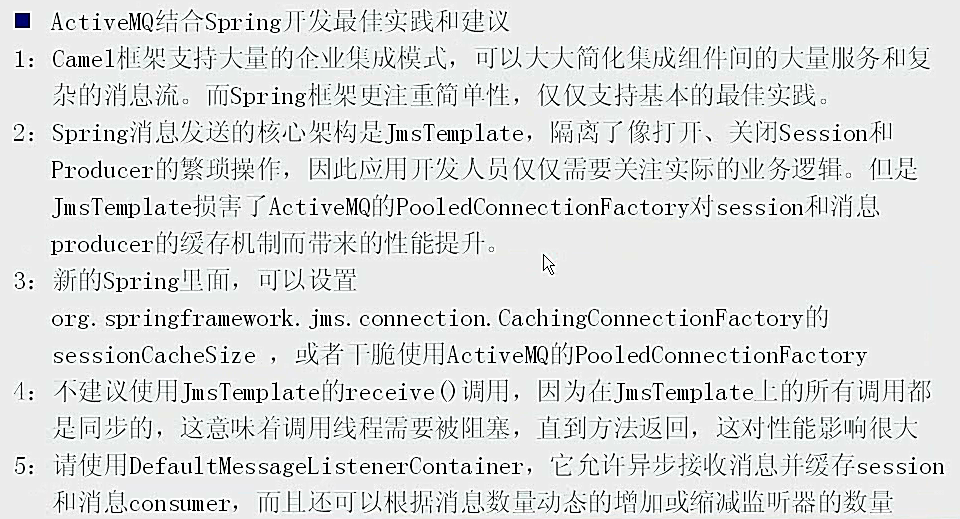 ■ ActiveMQ结合Spring开发最佳实践和建议
1：Camel框架支持大量的企业集成模式，可以大大简化集成组件间的大量服务和复
杂的消息流。而Spring框架更注重简单性，仅仅支持基本的最佳实践。
2：Spring消息发送的核心架构是JmsTemplate，隔离了像打开、关闭Session和
Producer的繁琐操作，因此应用开发人员仅仅需要关注实际的业务逻辑。但是
JmsTemplate损害了ActiveMQ的PooledConnectionFactory对session和消息
producer的缓存机制而带来的性能提升。
3：新的Spring里面，可以设置
org.springframework.jms.connection.CachingConnectionFactory的
sessionCacheSize ，或者干脆使用ActiveMQ的PooledConnectionFactory
4：不建议使用JmsTemplate的receive()调用，因为在JmsTemplate上的所有调用都
是同步的，这意味着调用线程需要被阻塞，直到方法返回，这对性能影响很大
5：请使用DefaultMessageListenerContainer，它允许异步接收消息并缓存session
和消息consumer，而且还可以根据消息数量动态的增加或缩减监听器的数量